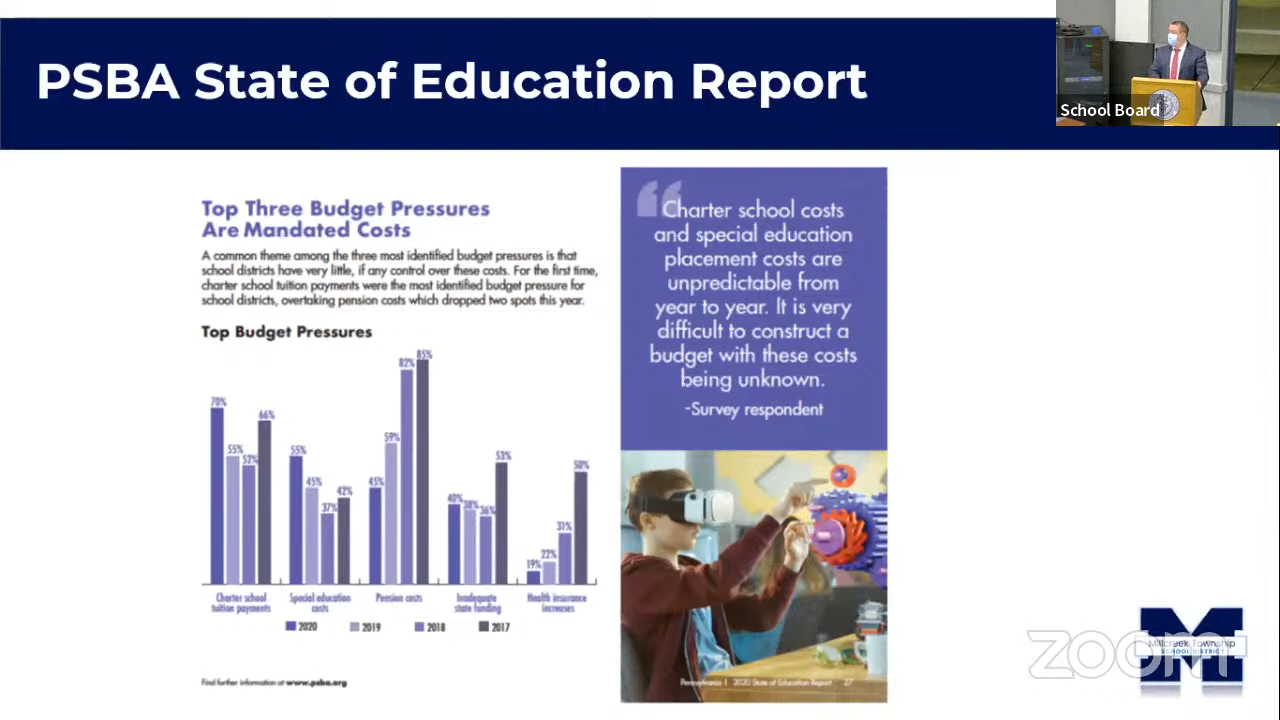 PSBA State of Education Report
School Board
Top Three Budget Pressures
Are Mandated Costs
A common theme among the three most identified budget pressures is that
school districts have very little, if any control over these costs. For the first time,
charter school tuition payments were the most identified budget pressure for
school districts, overtaking pension costs which dropped two spots this year.
Top Budget Pressures
70%
55%
52%
66%
55%
45%
37%
42%
45%
59%
82%
85%
40%
38%
36%
53%
19%
22%
31%
50%
Charter school
tuition payments
Special education
costs
Pension costs
Inadequate
state funding
Health insurance
increases
2020
2019
2018
2017
Find further information at www.psba.org
“
Charter school costs
and special education
placement costs are
unpredictable from
year to year. It is very
difficult to construct a
budget with these costs
being unknown.
-Survey respondent
Pennsylvania | 2020 State of Education Report 27
M
Millcreek Township
SCHOOL DISTRICT
zoom